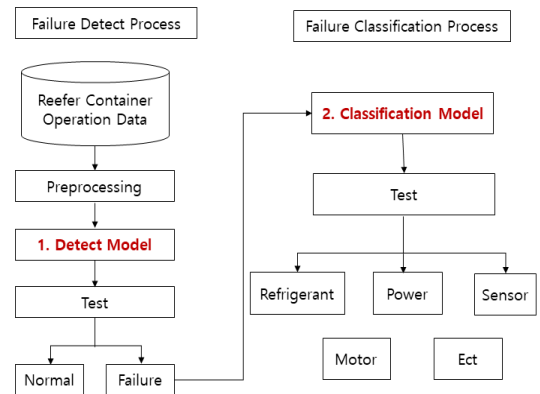 Failure Detect Process
Reefer Container
Operation Data
Preprocessing
1. Detect Model
Test
Normal
Failure
Failure Classification Process
2. Classification Model
Test
Refrigerant
Power
Sensor
Motor
Ect